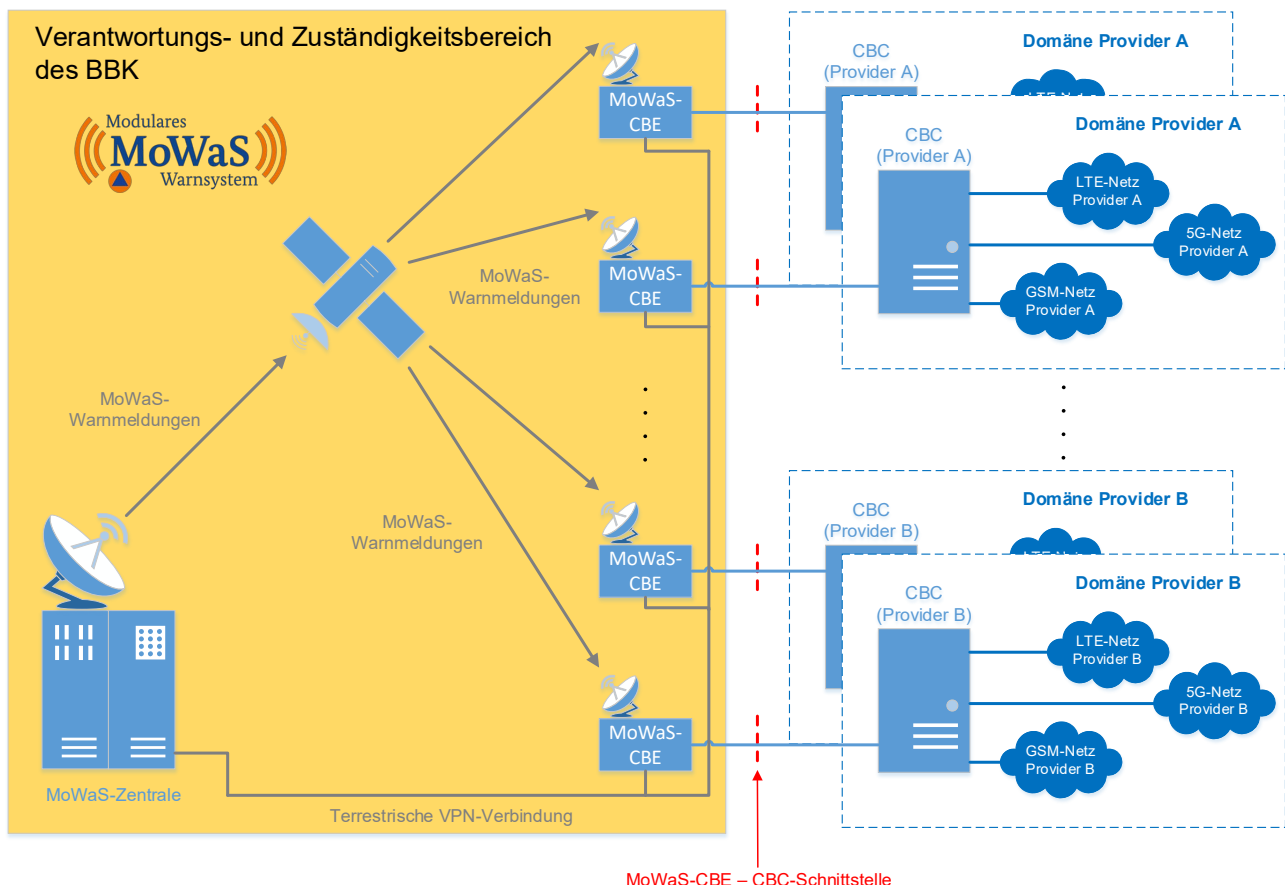 Verantwortungs- und Zuständigkeitsbereich
des BBK
Modulares
MoWaS
Warnsystem
MoWaS-
Warnmeldungen
MoWaS-
Warnmeldungen
MoWaS-
Warnmeldungen
MoWaS-Zentrale
Terrestrische VPN-Verbindung
MoWaS-
CBE
MoWaS-
CBE
MoWaS-
CBE
MoWaS-
CBE
CBC
(Provider A)
Domäne Provider A
CBC
(Provider A)
Domäne Provider A
LTE-Netz
Provider A
5G-Netz
Provider A
GSM-Netz
Provider A
CBC
(Provider B)
Domäne Provider B
CBC
(Provider B)
Domäne Provider B
LTE-Netz
Provider B
5G-Netz
Provider B
GSM-Netz
Provider B
MoWaS-CBE – CBC-Schnittstelle